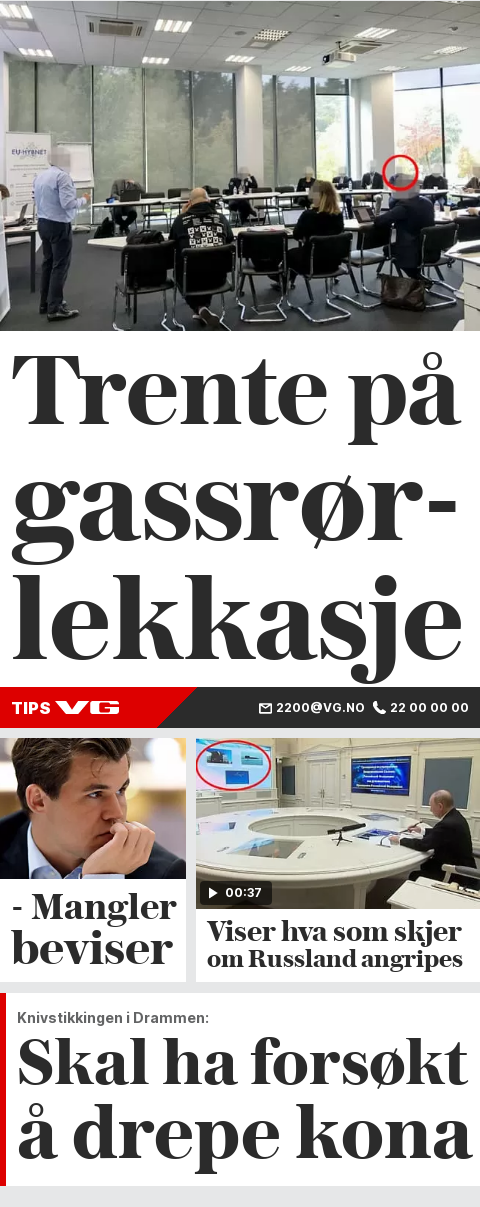 EU-HYBNET
Trente på
gassrør-
lekkasje
TIPS VG
2200@VG.NO 22 00 00 00
- Mangler
beviser
00:37
Viser hva som skjer
om Russland angripes
Knivstikkingen i Drammen:
Skal ha forsøkt
å drepe kona